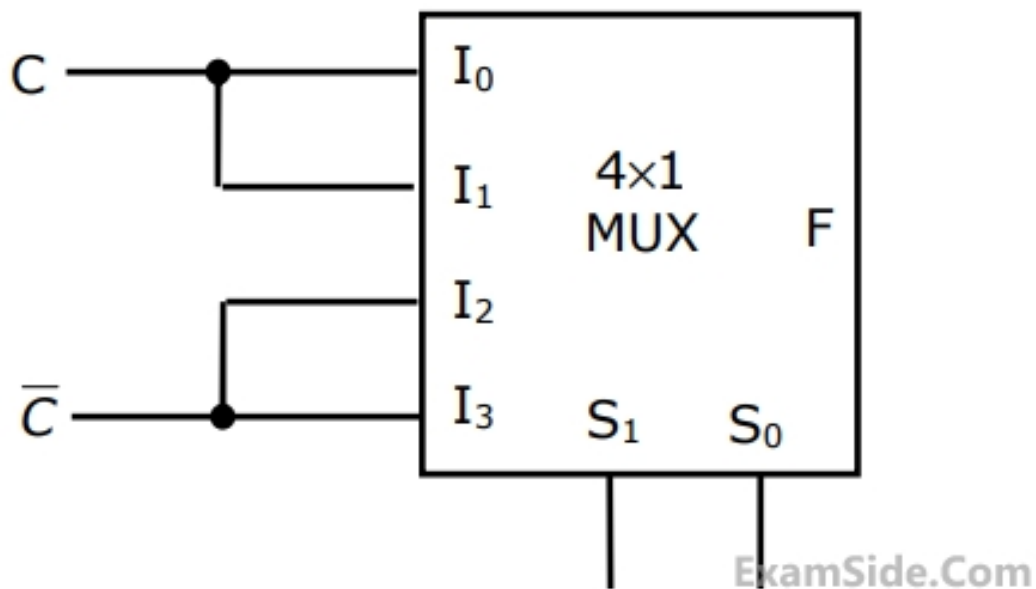 C
I₀
I₁
4×1
MUX
F
I₂
C̅
I₃
S₁
S₀
ExamSide.Com